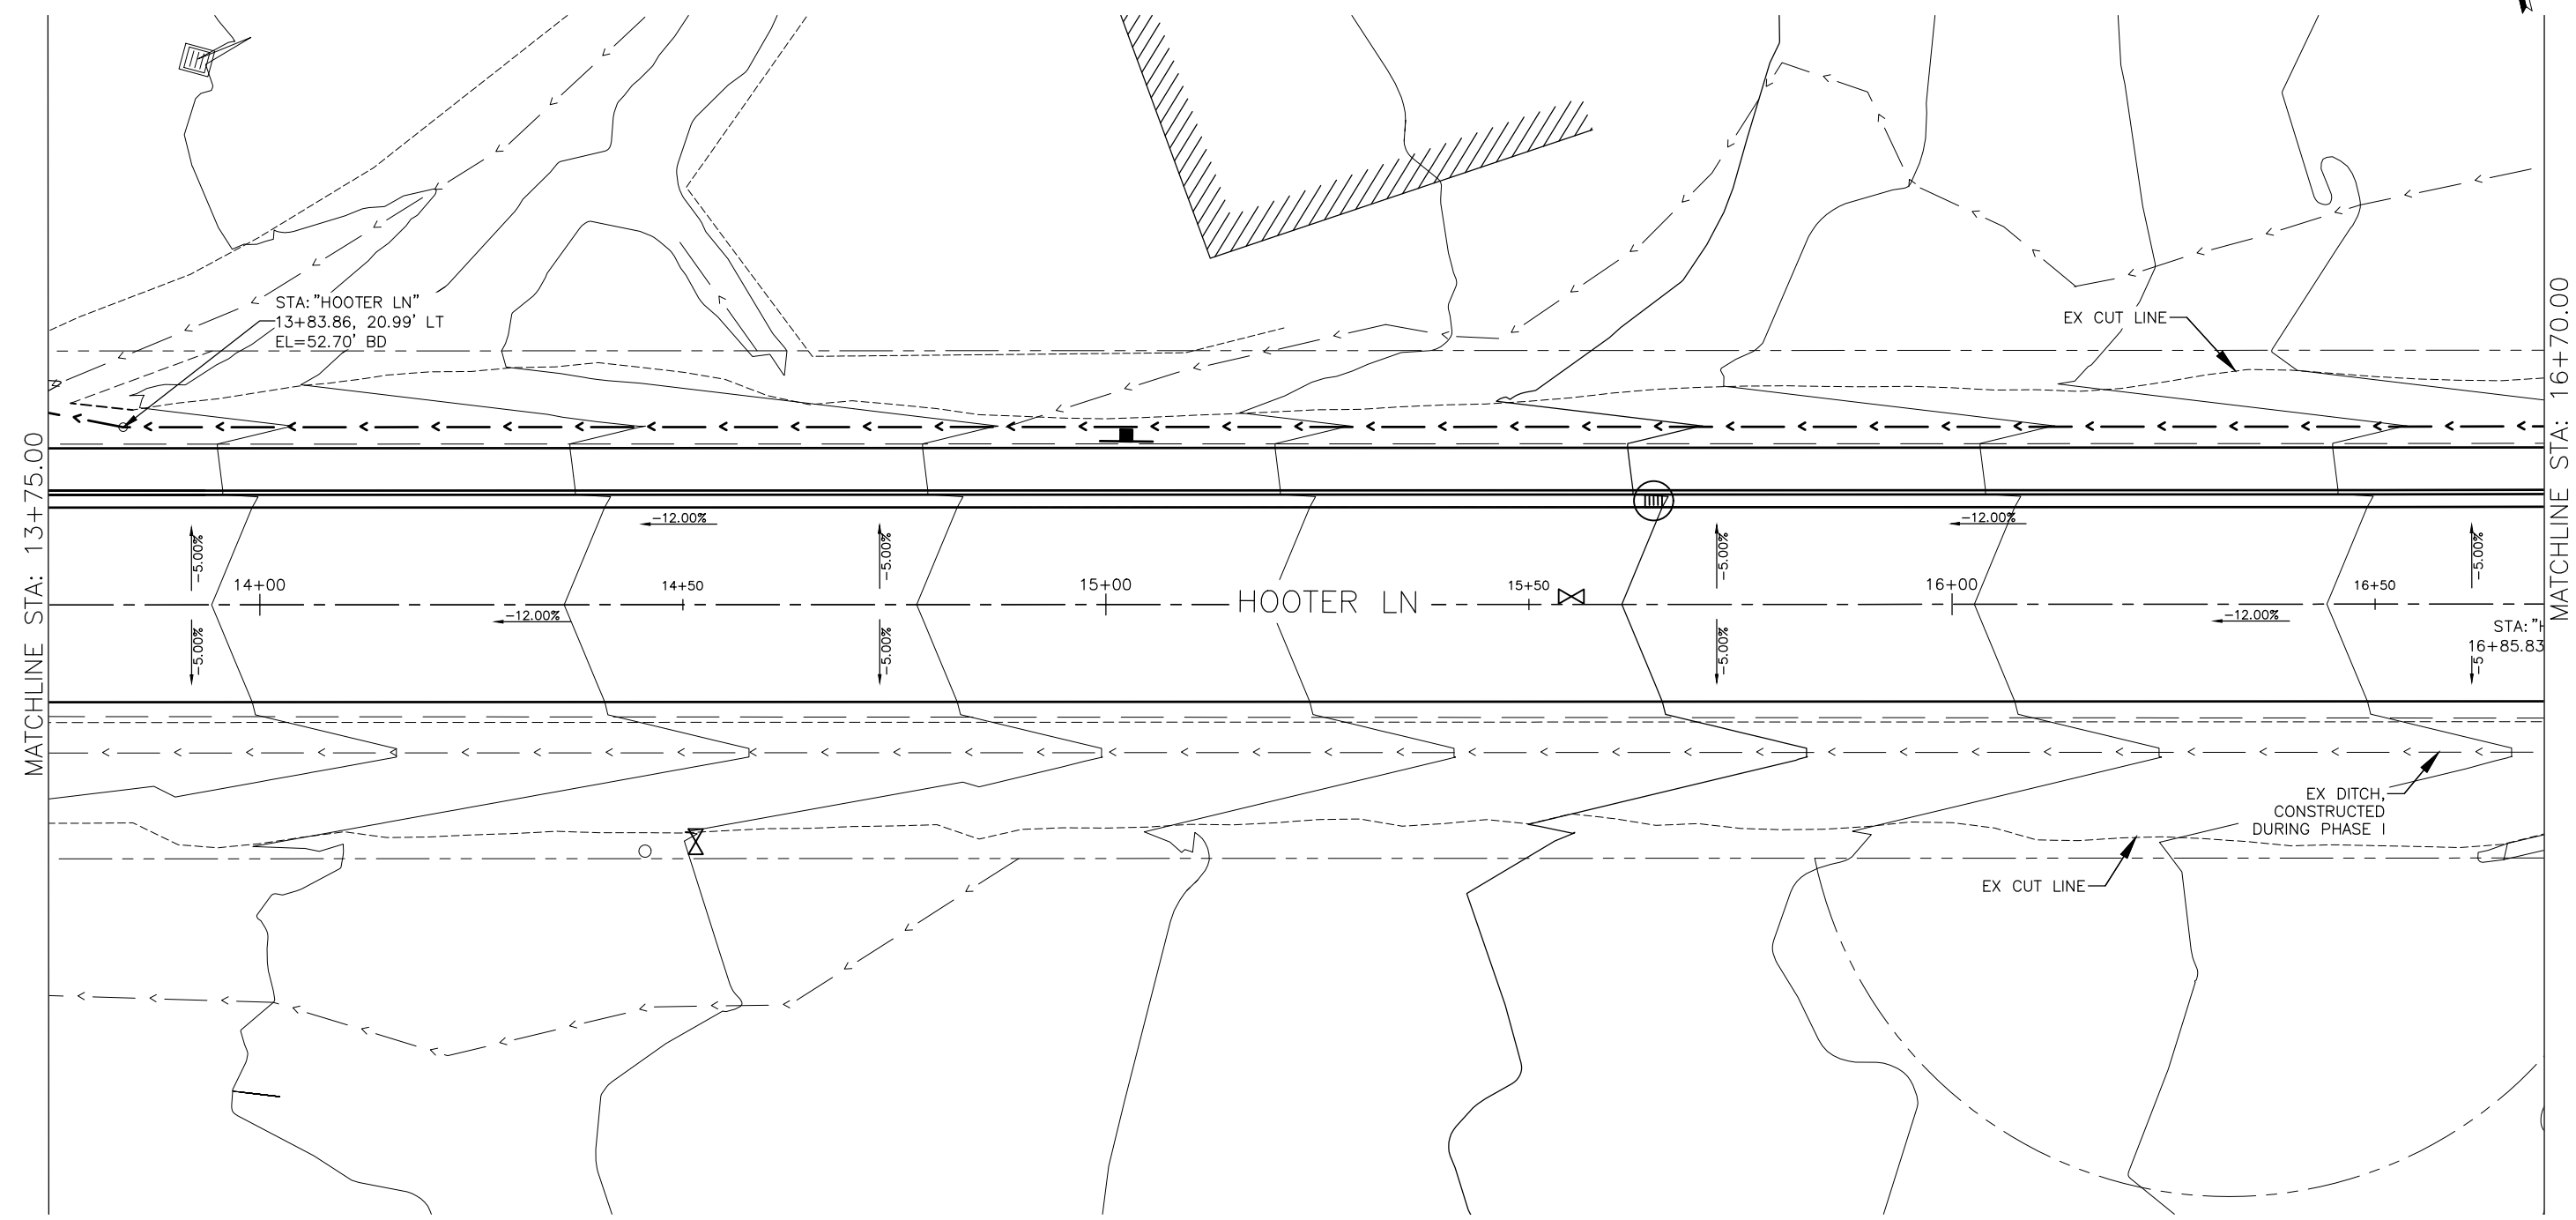 STA:"HOOTER LN"
13+83.86, 20.99' LT
EL=52.70' BD
EX CUT LINE
MATCHLINE STA: 13+75.00
MATCHLINE STA: 16+70.00
-12.00%
-12.00%
-5.00%
-5.00%
-5.00%
-5.00%
14+00
14+50
15+00
HOOTER LN
15+50
16+00
16+50
-12.00%
-12.00%
-5.00%
-5.00%
-5.00%
-5
STA:"H
16+85.83
EX DITCH,
CONSTRUCTED
DURING PHASE I
EX CUT LINE